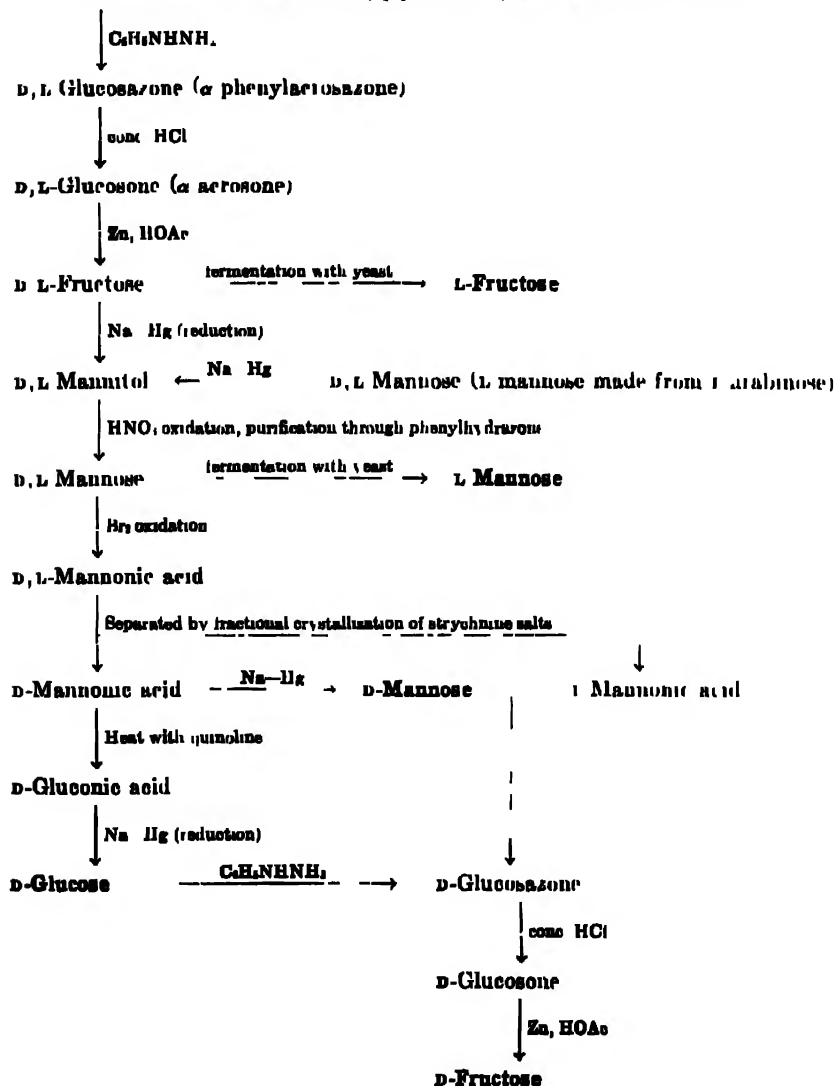 C₆H₅NHNH₂
D,L Glucosazone (α phenylacrosazone)
conc HCl
D,L-Glucosone (α acrosone)
Zn, HOAc
D L-Fructose fermentation with yeast L-Fructose
Na Hg (reduction)
D,L Mannitol Na Hg D,L Mannose (L mannose made from L arabinose)
HNO₃ oxidation, purification through phenylhydrazone
D,L Mannose fermentation with yeast L Mannose
Br₂ oxidation
D,L-Mannonic acid
Separated by fractional crystallization of strychnine salts
D-Mannonic acid Na—Hg D-Mannose L Mannonic acid
Heat with quinoline
D-Gluconic acid
Na Hg (reduction)
D-Glucose C₆H₅NHNH₂ D-Glucosazone
conc HCl
D-Glucosone
Zn, HOAc
D-Fructose